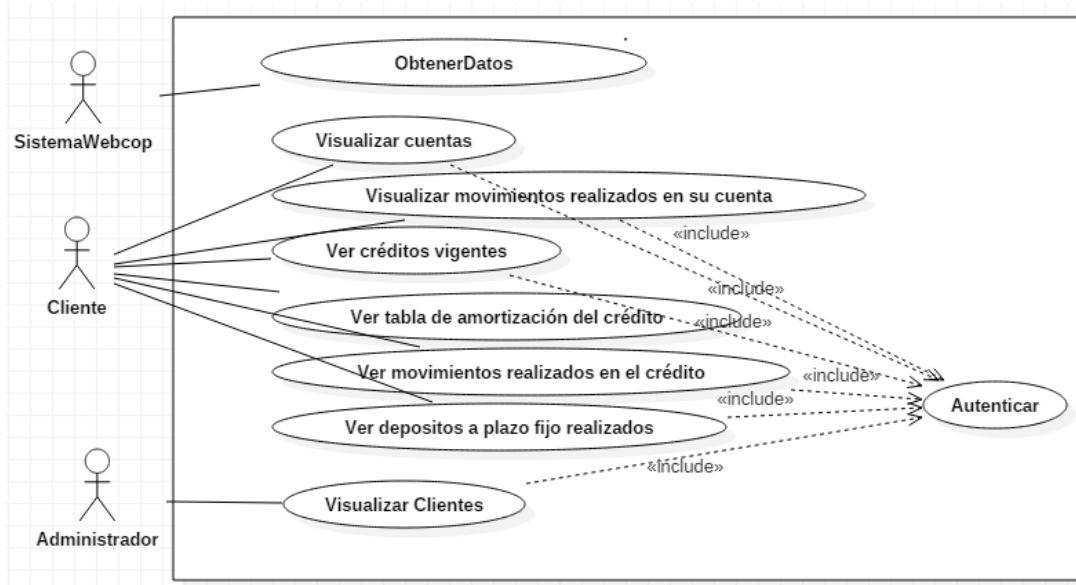 ObtenerDatos
SistemaWebcop
Visualizar cuentas
Visualizar movimientos realizados en su cuenta
«include»
Ver créditos vigentes
«include»
Cliente
Ver tabla de amortización del crédito
«include»
Ver movimientos realizados en el crédito
«include»
«include»
Autenticar
Ver depositos a plazo fijo realizados
«include»
Visualizar Clientes
Administrador